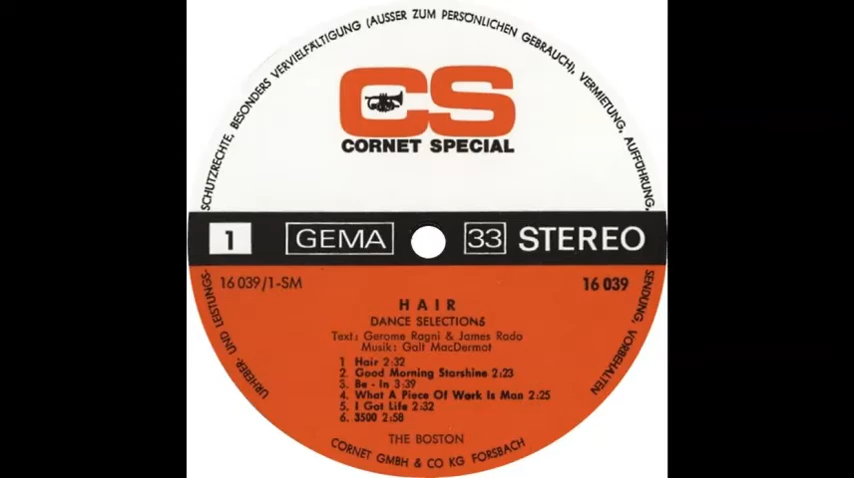 URHEBER- UND LEISTUNGS-SCHUTZRECHTE, BESONDERS VERVIELFÄLTIGUNG (AUSSER ZUM PERSÖNLICHEN GEBRAUCH), VERMIETUNG, AUFFÜHRUNG, SENDUNG, VORBEHALTEN
CS
CORNET SPECIAL
1 GEMA 33 STEREO
16 039/1-SM 16 039
HAIR
DANCE SELECTIONS
Text: Gerome Ragni & James Rado
Musik: Galt MacDermot
1 Hair 2:32
2. Good Morning Starshine 2:23
3. Be - In 3:39
4. What A Piece Of Work Is Man 2:25
5. I Got Life 2:32
6. 3500 2:58
THE BOSTON
CORNET GMBH & CO KG FORSBACH